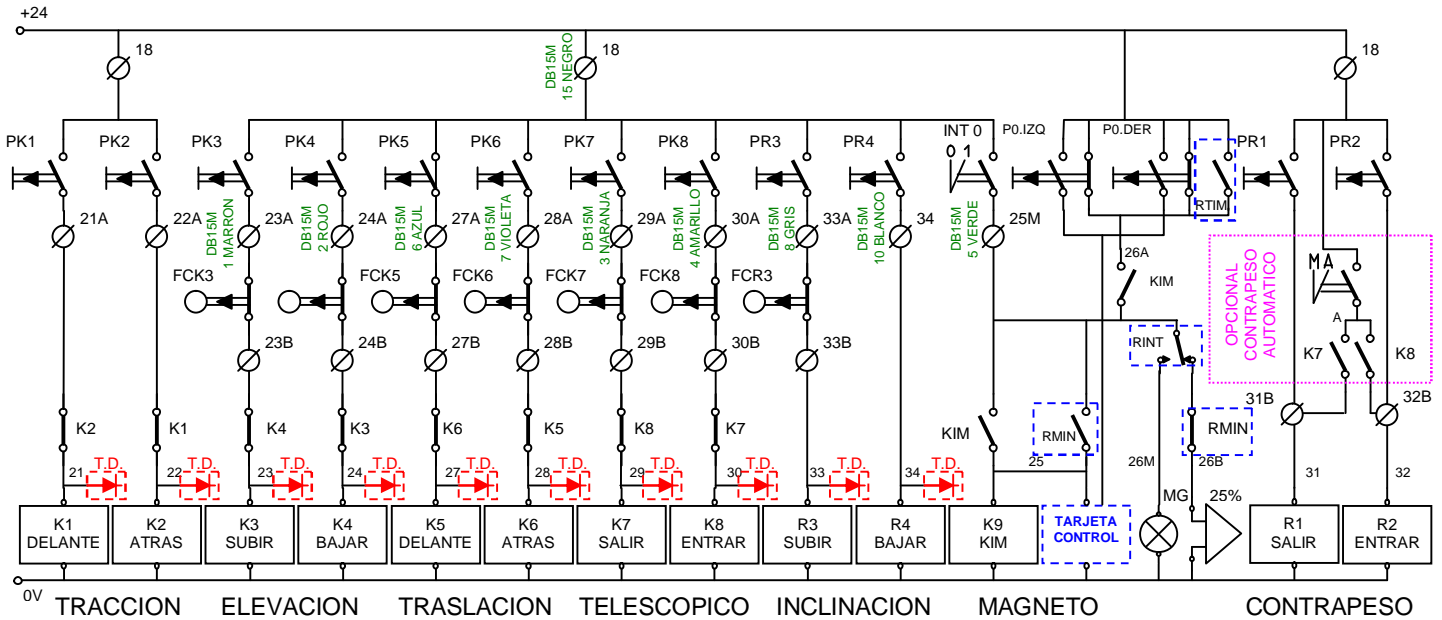 +24
18
DB15M
15 NEGRO
18
18
PK1
PK2
PK3
PK4
PK5
PK6
PK7
PK8
PR3
PR4
INT 0
0 1
P0.IZQ
P0.DER
RTIM
PR1
PR2
21A
22A
DB15M
1 MARRON
23A
DB15M
2 ROJO
24A
DB15M
6 AZUL
27A
DB15M
7 VIOLETA
28A
DB15M
3 NARANJA
29A
DB15M
4 AMARILLO
30A
DB15M
8 GRIS
33A
DB15M
10 BLANCO
34
DB15M
5 VERDE
25M
26A
KIM
OPCIONAL
CONTRAPESO
AUTOMATICO
M A
A
K7
K8
FCK3
FCK5
FCK6
FCK7
FCK8
FCR3
23B
24B
27B
28B
29B
30B
33B
RINT
31B
32B
K2
K1
K4
K3
K6
K5
K8
K7
KIM
RMIN
RMIN
21
T.D.
22
T.D.
23
T.D.
24
T.D.
27
T.D.
28
T.D.
29
T.D.
30
T.D.
33
T.D.
34
T.D.
25
26M
26B
31
32
MG
25%
K1
DELANTE
K2
ATRAS
K3
SUBIR
K4
BAJAR
K5
DELANTE
K6
ATRAS
K7
SALIR
K8
ENTRAR
R3
SUBIR
R4
BAJAR
K9
KIM
TARJETA
CONTROL
R1
SALIR
R2
ENTRAR
0V
TRACCION
ELEVACION
TRASLACION
TELESCOPICO
INCLINACION
MAGNETO
CONTRAPESO